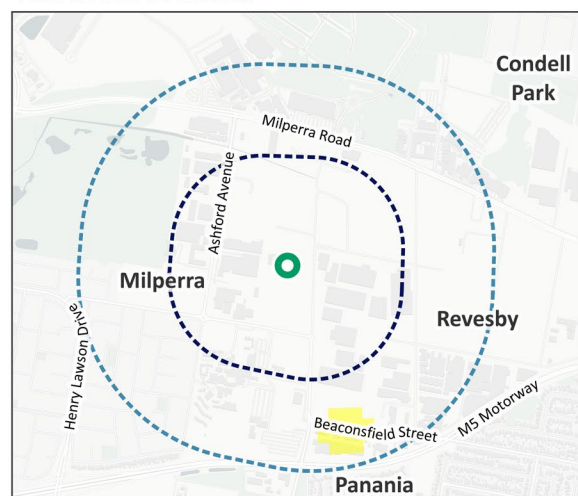 Condell
Park
Milperra Road
Ashford Avenue
Milperra
Revesby
Henry Lawson Drive
Beaconsfield Street
M5 Motorway
Panania